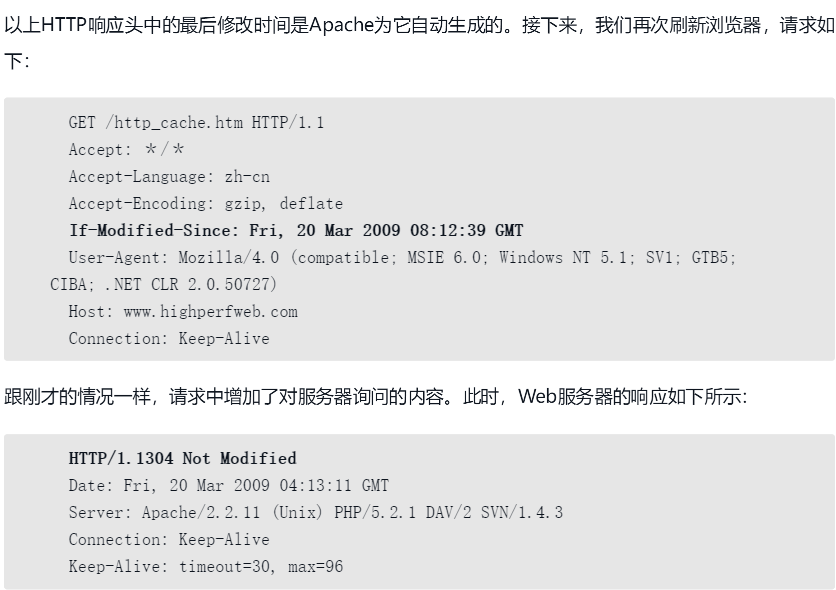 以上HTTP响应头中的最后修改时间是Apache为它自动生成的。接下来，我们再次刷新浏览器，请求如
下：
GET /http_cache.htm HTTP/1.1
Accept: */*
Accept-Language: zh-cn
Accept-Encoding: gzip, deflate
If-Modified-Since: Fri, 20 Mar 2009 08:12:39 GMT
User-Agent: Mozilla/4.0 (compatible; MSIE 6.0; Windows NT 5.1; SV1; GTB5;
CIBA; .NET CLR 2.0.50727)
Host: www.highperfweb.com
Connection: Keep-Alive
跟刚才的情况一样，请求中增加了对服务器询问的内容。此时，Web服务器的响应如下所示：
HTTP/1.1304 Not Modified
Date: Fri, 20 Mar 2009 04:13:11 GMT
Server: Apache/2.2.11 (Unix) PHP/5.2.1 DAV/2 SVN/1.4.3
Connection: Keep-Alive
Keep-Alive: timeout=30, max=96